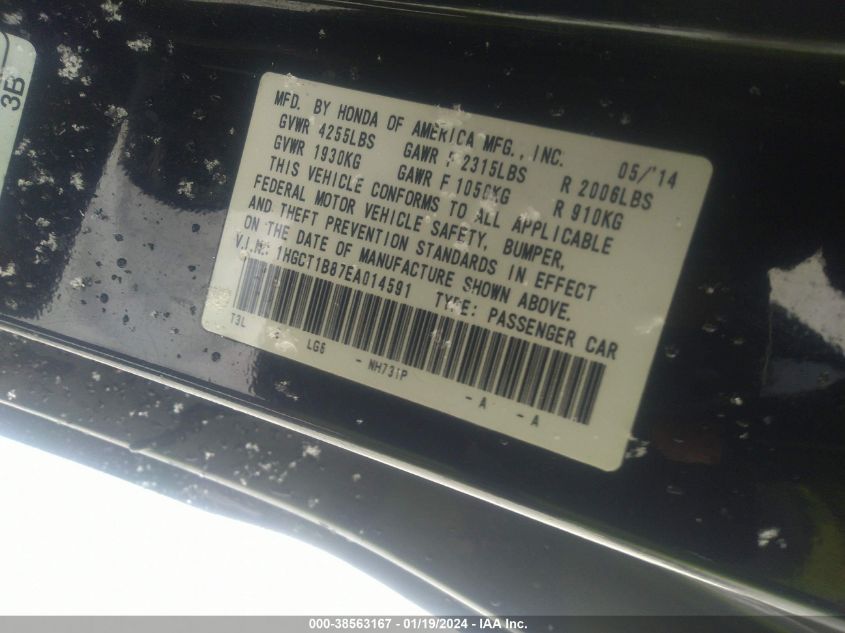 3B
MFD. BY HONDA OF AMERICA MFG., INC. 05/'14
GVWR 4255LBS GAWR F 2315LBS R 2006LBS
GVWR 1930KG GAWR F 1050KG R 910KG
THIS VEHICLE CONFORMS TO ALL APPLICABLE
FEDERAL MOTOR VEHICLE SAFETY, BUMPER,
AND THEFT PREVENTION STANDARDS IN EFFECT
ON THE DATE OF MANUFACTURE SHOWN ABOVE.
V.I.N.: 1HGCT1B87EA014591 TYPE: PASSENGER CAR
T3L LG5 - NH731P - A - A
000-38563167 - 01/19/2024 - IAA Inc.